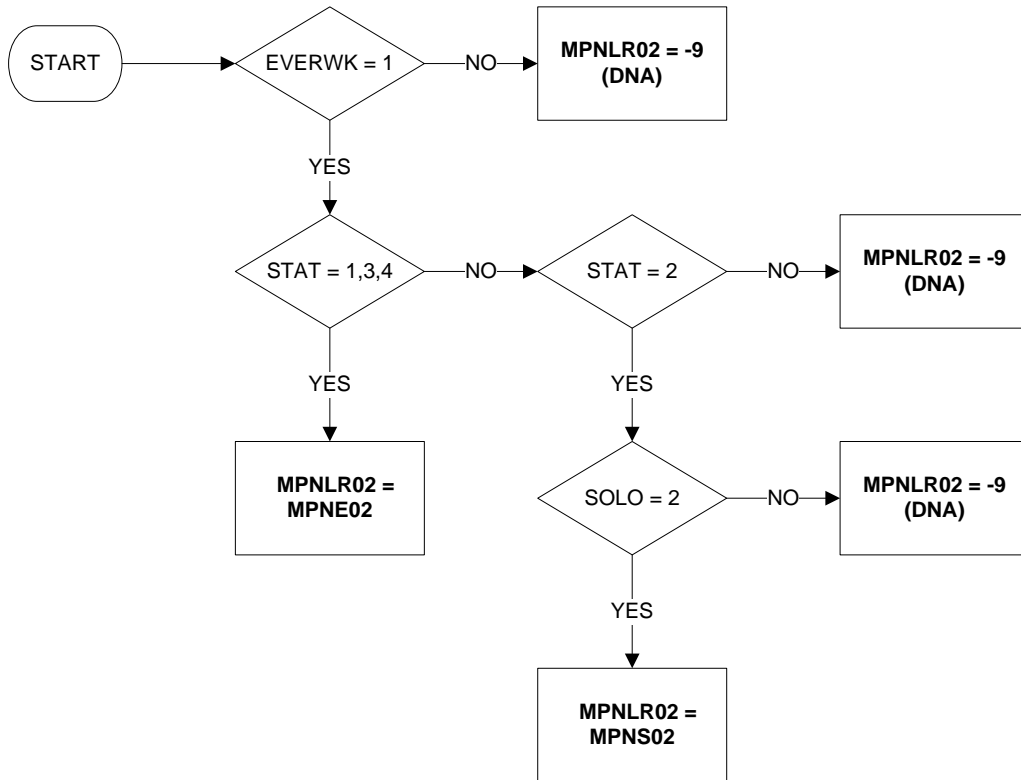 START
EVERWK = 1
NO
MPNLR02 = -9
(DNA)
YES
STAT = 1,3,4
NO
STAT = 2
NO
MPNLR02 = -9
(DNA)
YES
YES
MPNLR02 =
MPNE02
SOLO = 2
NO
MPNLR02 = -9
(DNA)
YES
MPNLR02 =
MPNS02